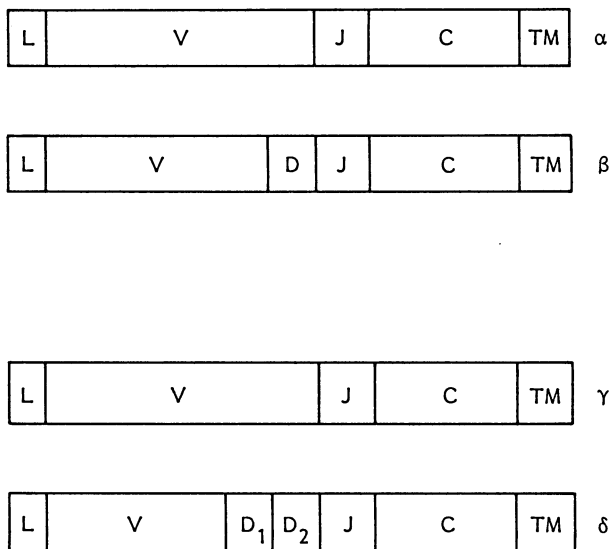 L V J C TM α
L V D J C TM β
L V J C TM γ
L V D₁ D₂ J C TM δ